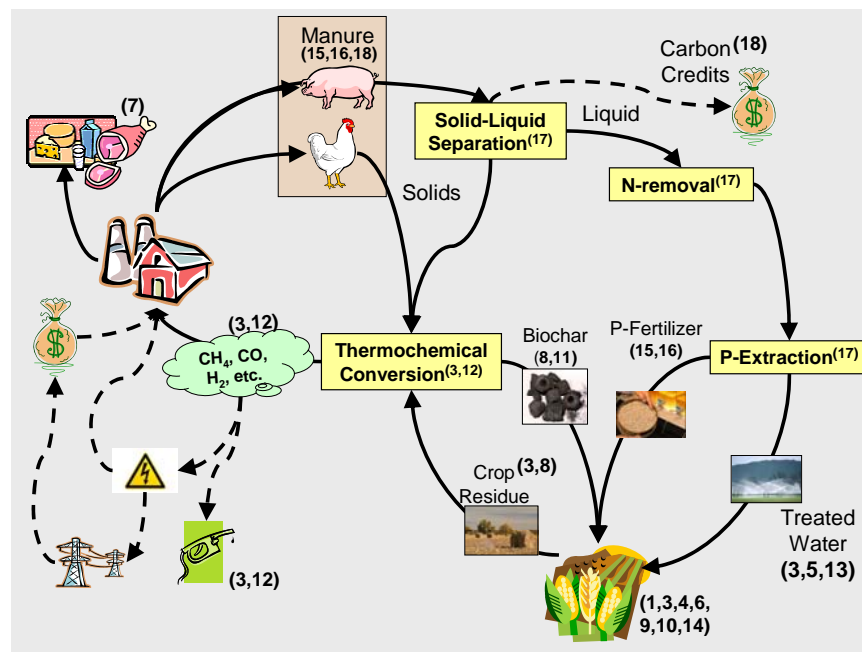 Manure
(15,16,18)
Carbon (18)
Credits
(7)
Solid-Liquid
Separation(17)
Liquid
N-removal(17)
Solids
(3,12)
CH4, CO,
H2, etc.
Thermochemical
Conversion(3,12)
Biochar
(8,11)
P-Fertilizer
(15,16)
P-Extraction(17)
$
$
Crop (3,8)
Residue
Treated
Water
(3,5,13)
(3,12)
(1,3,4,6,
9,10,14)